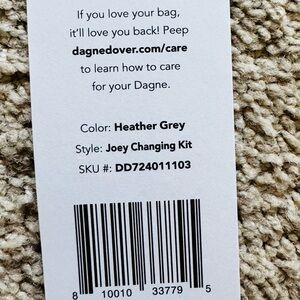 If you love your bag,
it'll love you back! Peep
dagnedover.com/care
to learn how to care
for your Dagne.
Color: Heather Grey
Style: Joey Changing Kit
SKU #: DD724011103
8 10010 33779 5